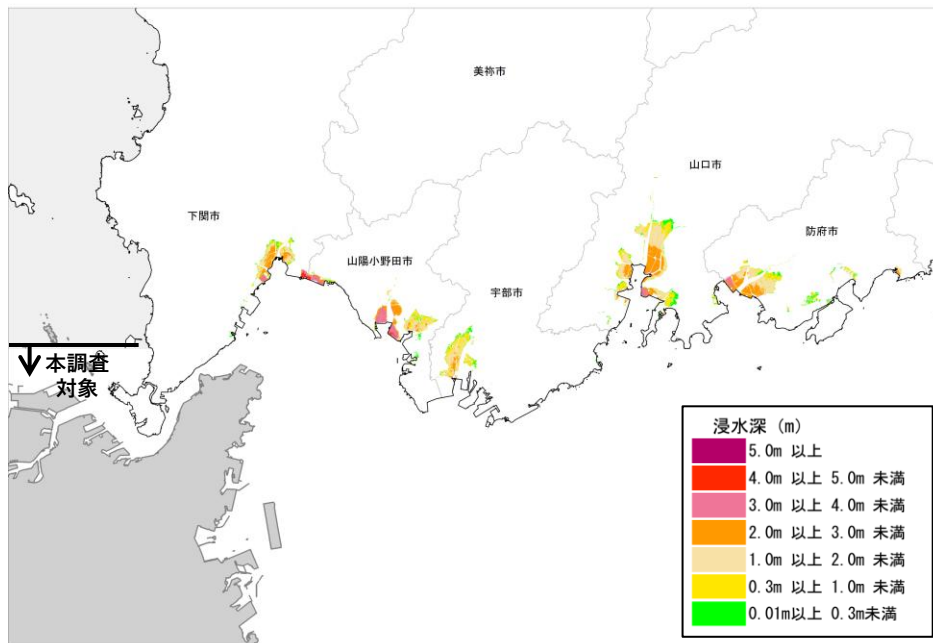 美祢市
山口市
下関市
防府市
山陽小野田市
宇部市
本調査
対象
浸水深 (m)
5.0m 以上
4.0m 以上 5.0m 未満
3.0m 以上 4.0m 未満
2.0m 以上 3.0m 未満
1.0m 以上 2.0m 未満
0.3m 以上 1.0m 未満
0.01m以上 0.3m未満